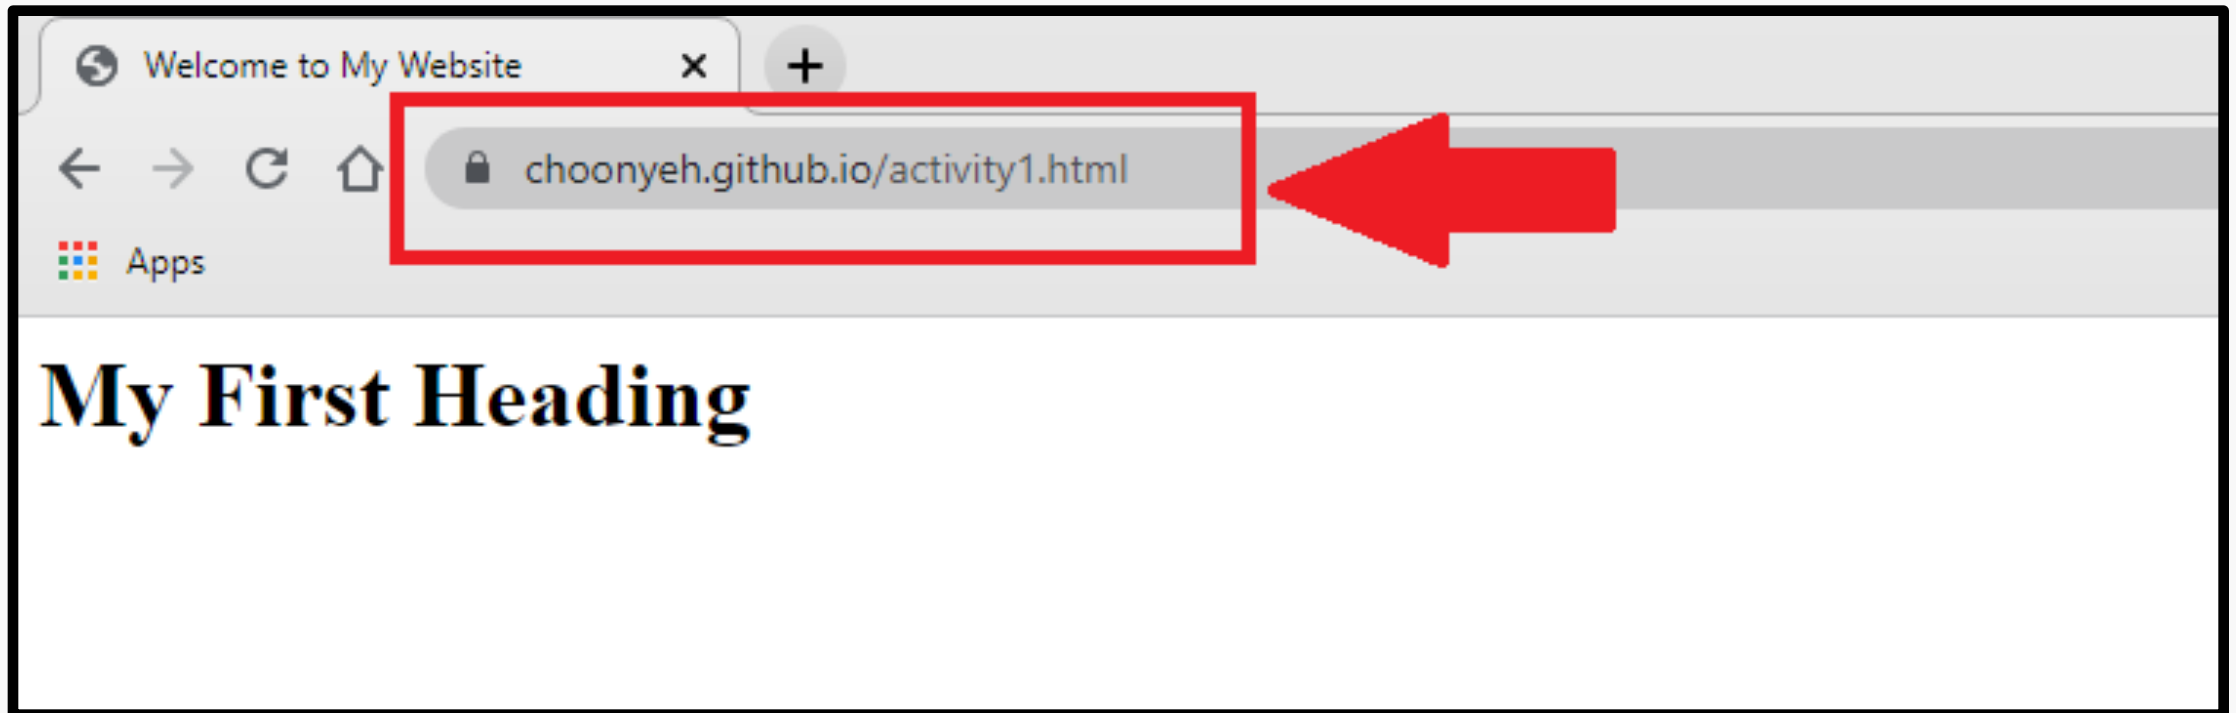 Welcome to My Website
choonyeh.github.io/activity1.html
Apps
My First Heading